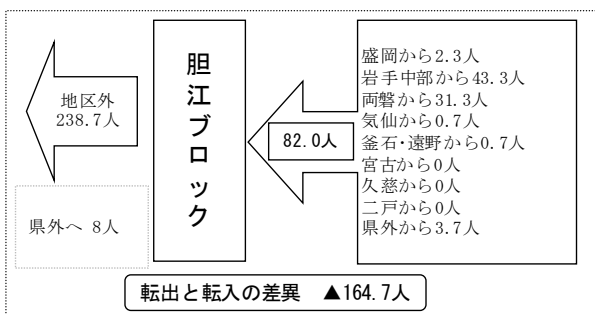 地区外
238.7人
県外へ 8人
胆江ブロック
82.0人
盛岡から2.3人
岩手中部から43.3人
両磐から31.3人
気仙から0.7人
釜石・遠野から0.7人
宮古から0人
久慈から0人
二戸から0人
県外から3.7人
転出と転入の差異 ▲164.7人